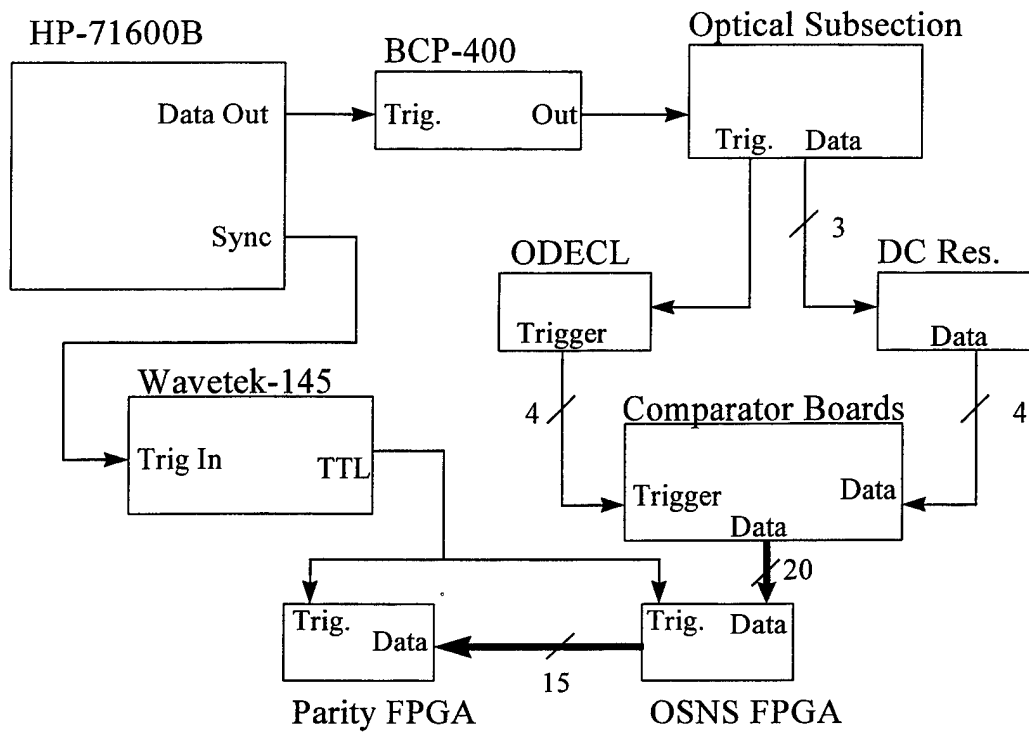 HP-71600B
Data Out
Sync
BCP-400
Trig.
Out
Optical Subsection
Trig.
Data
3
ODECL
Trigger
DC Res.
Data
4
4
Wavetek-145
Trig In
TTL
Comparator Boards
Trigger
Data
Data
20
Trig.
Data
Parity FPGA
15
Trig.
Data
OSNS FPGA